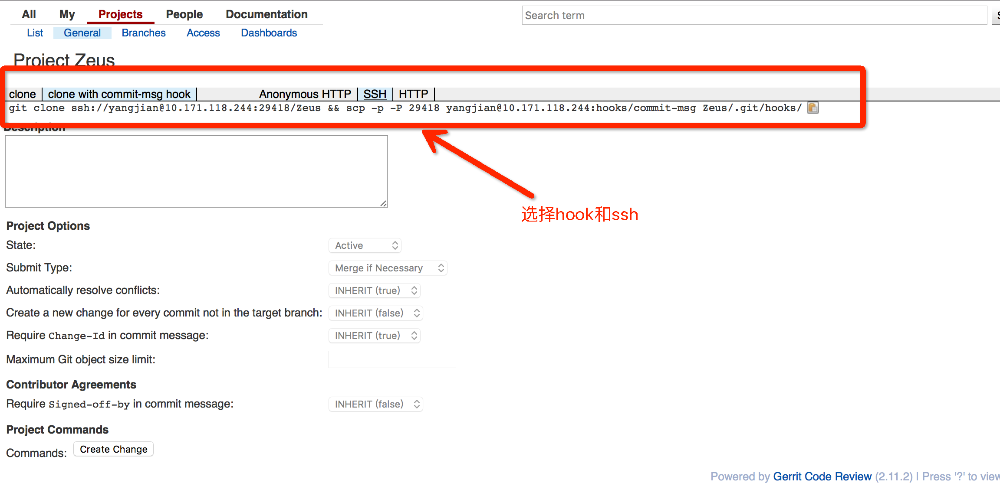 All My Projects People Documentation Search term
List General Branches Access Dashboards
Project Zeus
clone clone with commit-msg hook Anonymous HTTP SSH HTTP
git clone ssh://yangjian@10.171.118.244:29418/Zeus && scp -p -P 29418 yangjian@10.171.118.244:hooks/commit-msg Zeus/.git/hooks/
Description
选择hook和ssh
Project Options
State: Active
Submit Type: Merge if Necessary
Automatically resolve conflicts: INHERIT (true)
Create a new change for every commit not in the target branch: INHERIT (false)
Require Change-Id in commit message: INHERIT (true)
Maximum Git object size limit:
Contributor Agreements
Require Signed-off-by in commit message: INHERIT (false)
Project Commands
Commands: Create Change
Powered by Gerrit Code Review (2.11.2) | Press '?' to view